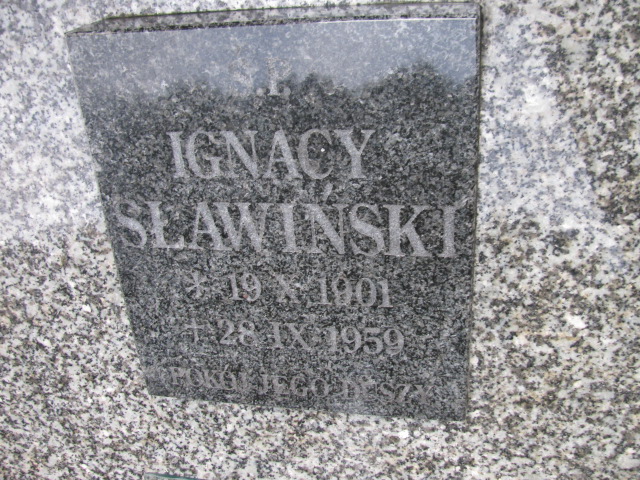 IGNACY
SŁAWIŃSKI
* 19 X 1901
+ 28 IX 1959
POKÓJ JEGO DUSZY